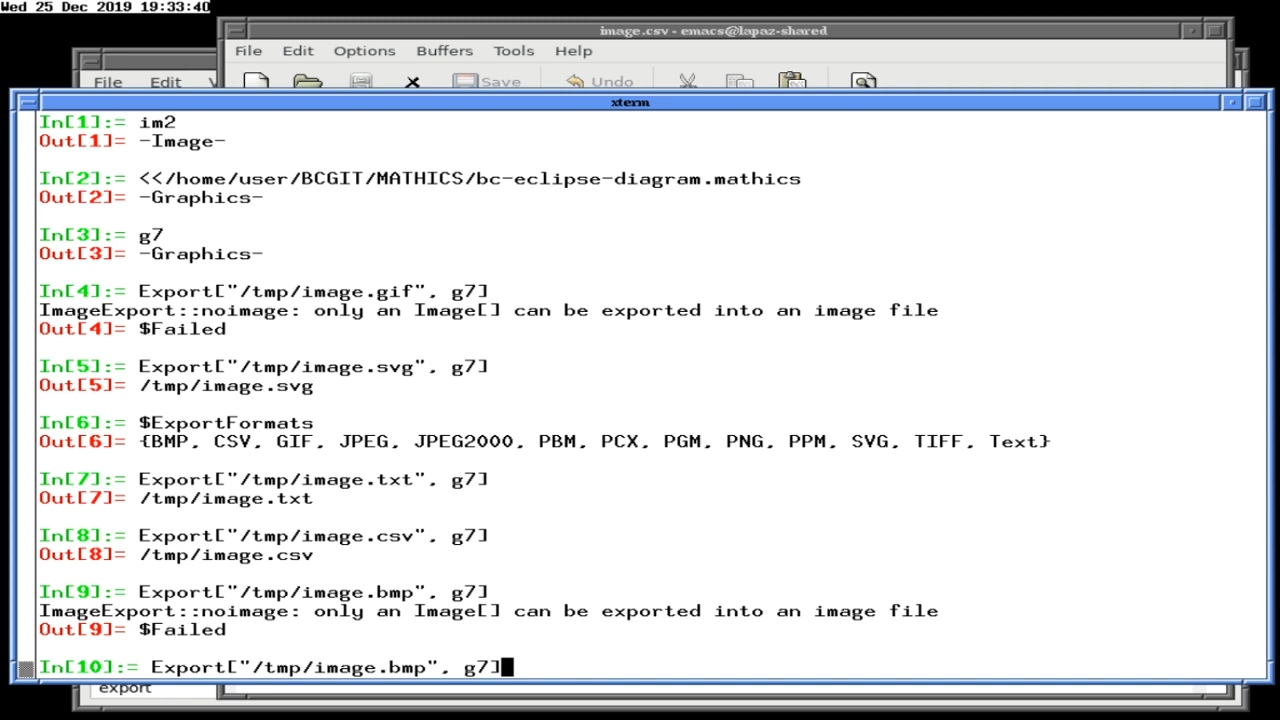 Wed 25 Dec 2019 19:33:40
image.csv - emacs@lapaz-shared
File Edit Options Buffers Tools Help
File Edit
Save Undo
xterm
In[1]:= im2
Out[1]= -Image-
In[2]:= <</home/user/BCGIT/MATHICS/bc-eclipse-diagram.mathics
Out[2]= -Graphics-
In[3]:= g7
Out[3]= -Graphics-
In[4]:= Export["/tmp/image.gif", g7]
ImageExport::noimage: only an Image[] can be exported into an image file
Out[4]= $Failed
In[5]:= Export["/tmp/image.svg", g7]
Out[5]= /tmp/image.svg
In[6]:= $ExportFormats
Out[6]= {BMP, CSV, GIF, JPEG, JPEG2000, PBM, PCX, PGM, PNG, PPM, SVG, TIFF, Text}
In[7]:= Export["/tmp/image.txt", g7]
Out[7]= /tmp/image.txt
In[8]:= Export["/tmp/image.csv", g7]
Out[8]= /tmp/image.csv
In[9]:= Export["/tmp/image.bmp", g7]
ImageExport::noimage: only an Image[] can be exported into an image file
Out[9]= $Failed
In[10]:= Export["/tmp/image.bmp", g7]
export